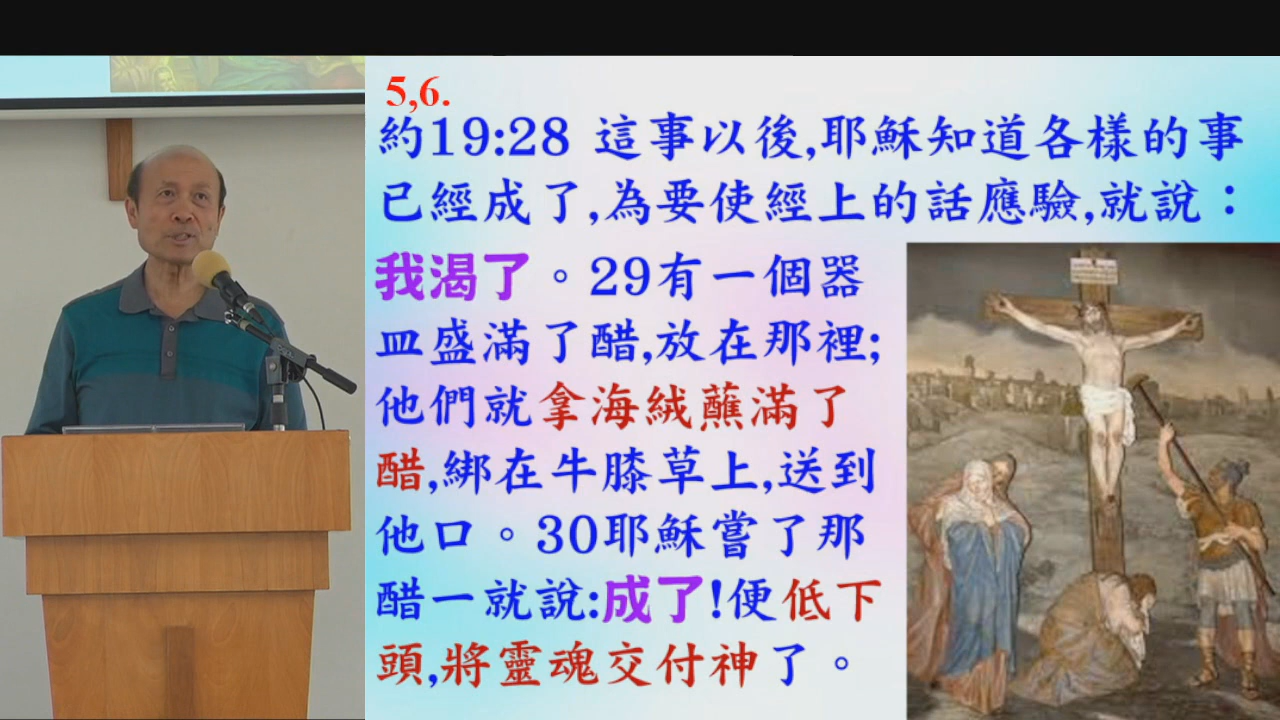 5,6.
約19:28 這事以後,耶穌知道各樣的事
已經成了,為要使經上的話應驗,就說：
我渴了。29有一個器
皿盛滿了醋,放在那裡;
他們就拿海絨蘸滿了
醋,綁在牛膝草上,送到
他口。30耶穌嘗了那
醋一就說:成了!便低下
頭,將靈魂交付神了。